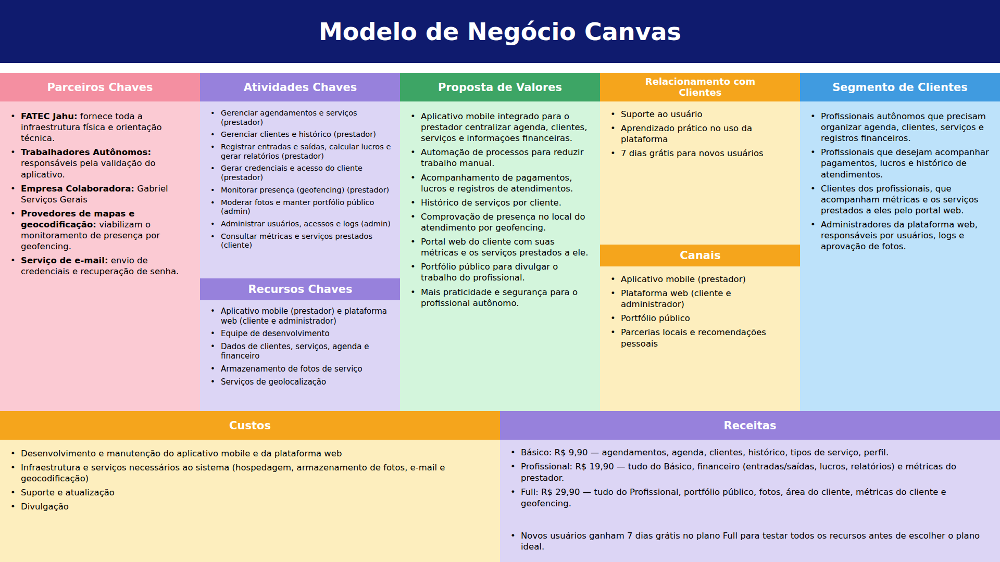 Modelo de Negócio Canvas
Parceiros Chaves
• FATEC Jahu: fornece toda a
infraestrutura física e orientação
técnica.
• Trabalhadores Autônomos:
responsáveis pela validação do
aplicativo.
• Empresa Colaboradora: Gabriel
Serviços Gerais
• Provedores de mapas e
geocodificação: viabilizam o
monitoramento de presença por
geofencing.
• Serviço de e-mail: envio de
credenciais e recuperação de senha.
Atividades Chaves
• Gerenciar agendamentos e serviços
(prestador)
• Gerenciar clientes e histórico (prestador)
• Registrar entradas e saídas, calcular lucros e
gerar relatórios (prestador)
• Gerar credenciais e acesso do cliente
(prestador)
• Monitorar presença (geofencing) (prestador)
• Moderar fotos e manter portfólio público
(admin)
• Administrar usuários, acessos e logs (admin)
• Consultar métricas e serviços prestados
(cliente)
Recursos Chaves
• Aplicativo mobile (prestador) e plataforma
web (cliente e administrador)
• Equipe de desenvolvimento
• Dados de clientes, serviços, agenda e
financeiro
• Armazenamento de fotos de serviço
• Serviços de geolocalização
Proposta de Valores
• Aplicativo mobile integrado para o
prestador centralizar agenda, clientes,
serviços e informações financeiras.
• Automação de processos para reduzir
trabalho manual.
• Acompanhamento de pagamentos,
lucros e registros de atendimentos.
• Histórico de serviços por cliente.
• Comprovação de presença no local do
atendimento por geofencing.
• Portal web do cliente com suas
métricas e os serviços prestados a ele.
• Portfólio público para divulgar o
trabalho do profissional.
• Mais praticidade e segurança para o
profissional autônomo.
Relacionamento com
Clientes
• Suporte ao usuário
• Aprendizado prático no uso da
plataforma
• 7 dias grátis para novos usuários
Canais
• Aplicativo mobile (prestador)
• Plataforma web (cliente e
administrador)
• Portfólio público
• Parcerias locais e recomendações
pessoais
Segmento de Clientes
• Profissionais autônomos que precisam
organizar agenda, clientes, serviços e
registros financeiros.
• Profissionais que desejam acompanhar
pagamentos, lucros e histórico de
atendimentos.
• Clientes dos profissionais, que
acompanham métricas e os serviços
prestados a eles pelo portal web.
• Administradores da plataforma web,
responsáveis por usuários, logs e
aprovação de fotos.
Custos
• Desenvolvimento e manutenção do aplicativo mobile e da plataforma web
• Infraestrutura e serviços necessários ao sistema (hospedagem, armazenamento de fotos, e-mail e
geocodificação)
• Suporte e atualização
• Divulgação
Receitas
• Básico: R$ 9,90 — agendamentos, agenda, clientes, histórico, tipos de serviço, perfil.
• Profissional: R$ 19,90 — tudo do Básico, financeiro (entradas/saídas, lucros, relatórios) e métricas do
prestador.
• Full: R$ 29,90 — tudo do Profissional, portfólio público, fotos, área do cliente, métricas do cliente e
geofencing.
• Novos usuários ganham 7 dias grátis no plano Full para testar todos os recursos antes de escolher o plano
ideal.